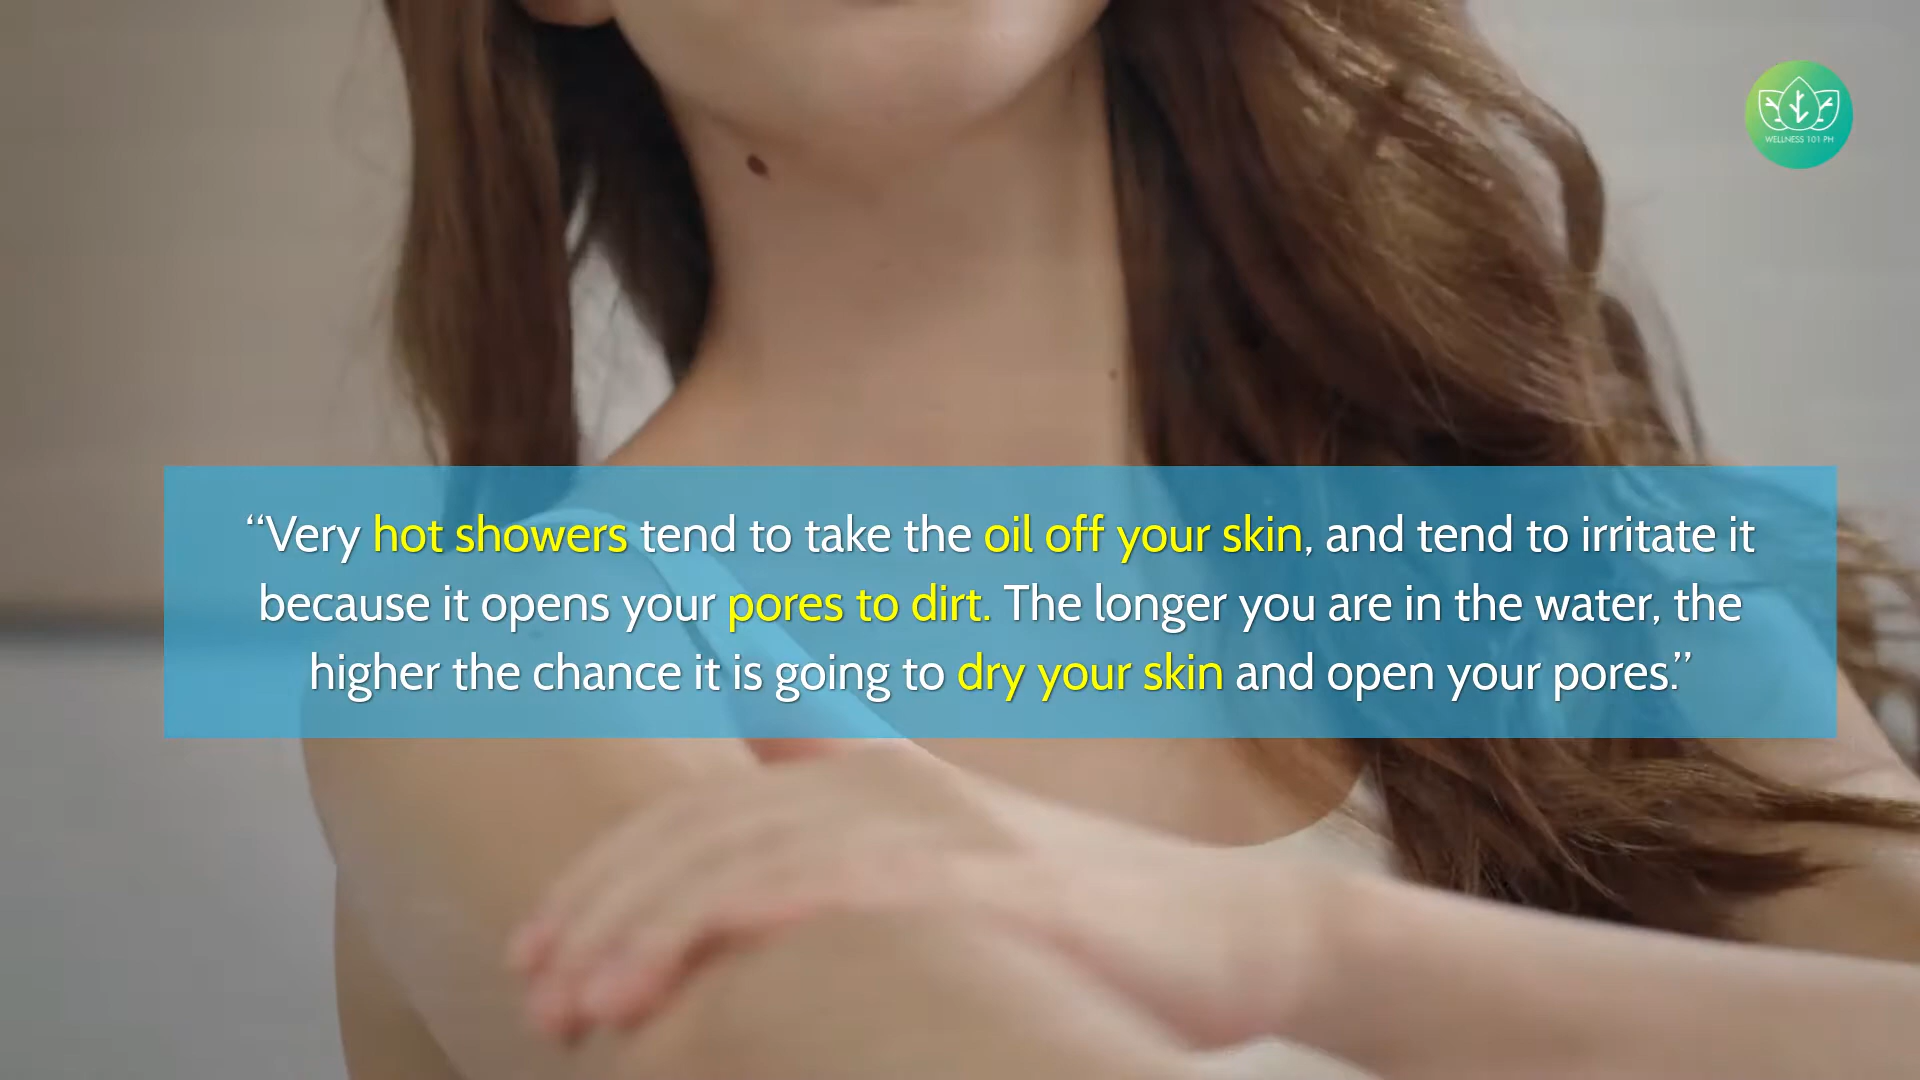 WELLNESS 101 PH
“Very hot showers tend to take the oil off your skin, and tend to irritate it
because it opens your pores to dirt. The longer you are in the water, the
higher the chance it is going to dry your skin and open your pores.”